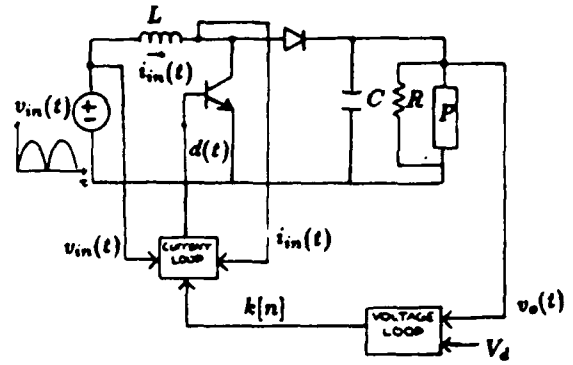 L
i_in(t)
v_in(t)
+
−
C
R
P
d(t)
τ
v_in(t)
CURRENT
LOOP
i_in(t)
k[n]
VOLTAGE
LOOP
v_o(t)
V_d